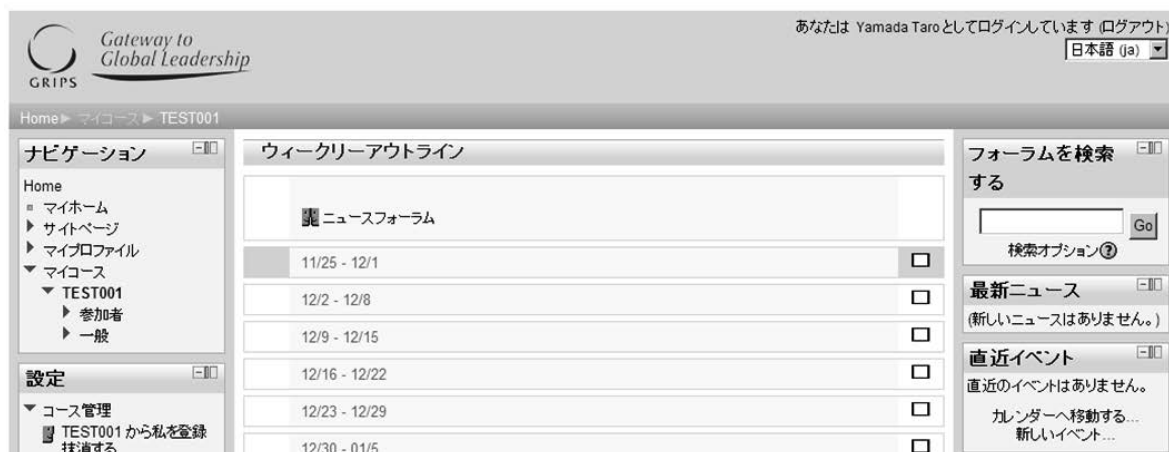 Gateway to
Global Leadership
GRIPS
あなたは Yamada Taro としてログインしています (ログアウト)
日本語 (ja)
Home ► マイコース ► TEST001
ナビゲーション
Home
マイホーム
サイトページ
マイプロファイル
マイコース
TEST001
参加者
一般
設定
コース管理
TEST001 から私を登録
抹消する
ウィークリーアウトライン
ニュースフォーラム
11/25 - 12/1
12/2 - 12/8
12/9 - 12/15
12/16 - 12/22
12/23 - 12/29
12/30 - 01/5
フォーラムを検索
する
Go
検索オプション
最新ニュース
(新しいニュースはありません。)
直近イベント
直近のイベントはありません。
カレンダーへ移動する...
新しいイベント...